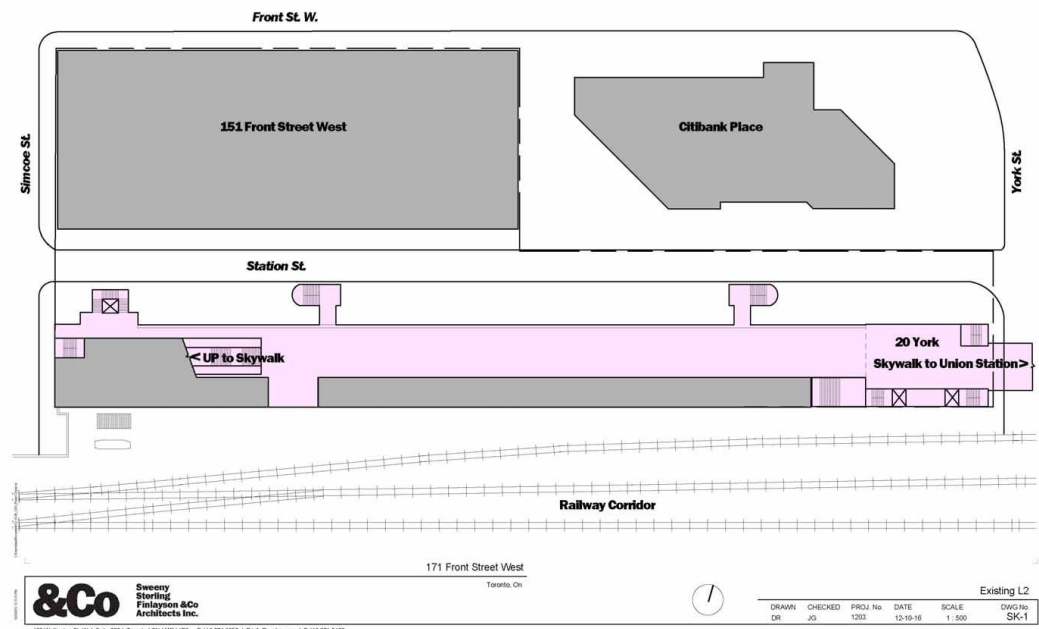 Front St. W.
151 Front Street West
Citibank Place
Simcoe St.
York St.
Station St.
< UP to Skywalk
20 York
Skywalk to Union Station >
Railway Corridor
171 Front Street West
Toronto, On
&Co
Sweeny
Sterling
Finlayson &Co
Architects Inc.
Existing L2
DRAWN CHECKED PROJ. No. DATE SCALE DWG No
DR JG 1203 12-10-16 1 : 500 SK-1